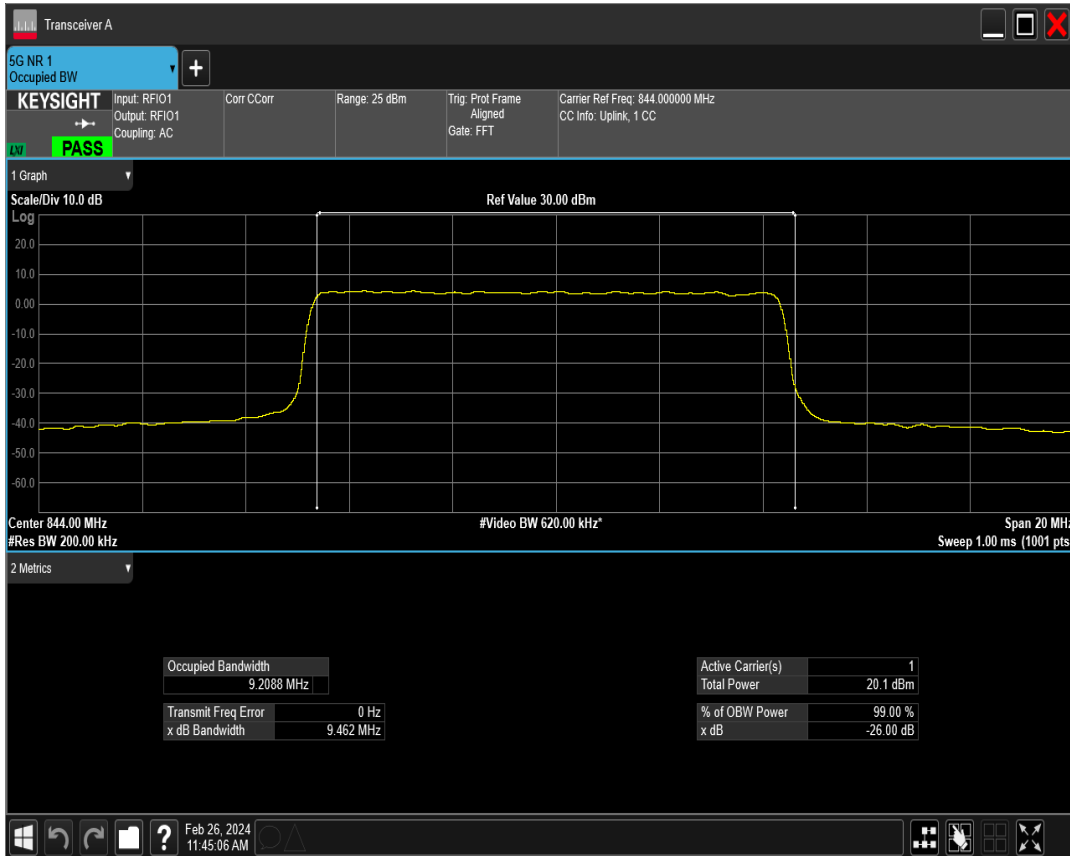 Transceiver A
5G NR 1
Occupied BW
KEYSIGHT
LXI
PASS
Input: RFIO1
Output: RFIO1
Coupling: AC
Corr CCorr
Range: 25 dBm
Trig: Prot Frame
Aligned
Gate: FFT
Carrier Ref Freq: 844.000000 MHz
CC Info: Uplink, 1 CC
1 Graph
Scale/Div 10.0 dB
Ref Value 30.00 dBm
Log
20.0
10.0
0.00
-10.0
-20.0
-30.0
-40.0
-50.0
-60.0
Center 844.00 MHz
#Video BW 620.00 kHz*
Span 20 MHz
#Res BW 200.00 kHz
Sweep 1.00 ms (1001 pts
2 Metrics
Occupied Bandwidth
9.2088 MHz
Transmit Freq Error 0 Hz
x dB Bandwidth 9.462 MHz
Active Carrier(s) 1
Total Power 20.1 dBm
% of OBW Power 99.00 %
x dB -26.00 dB
?
Feb 26, 2024
11:45:06 AM